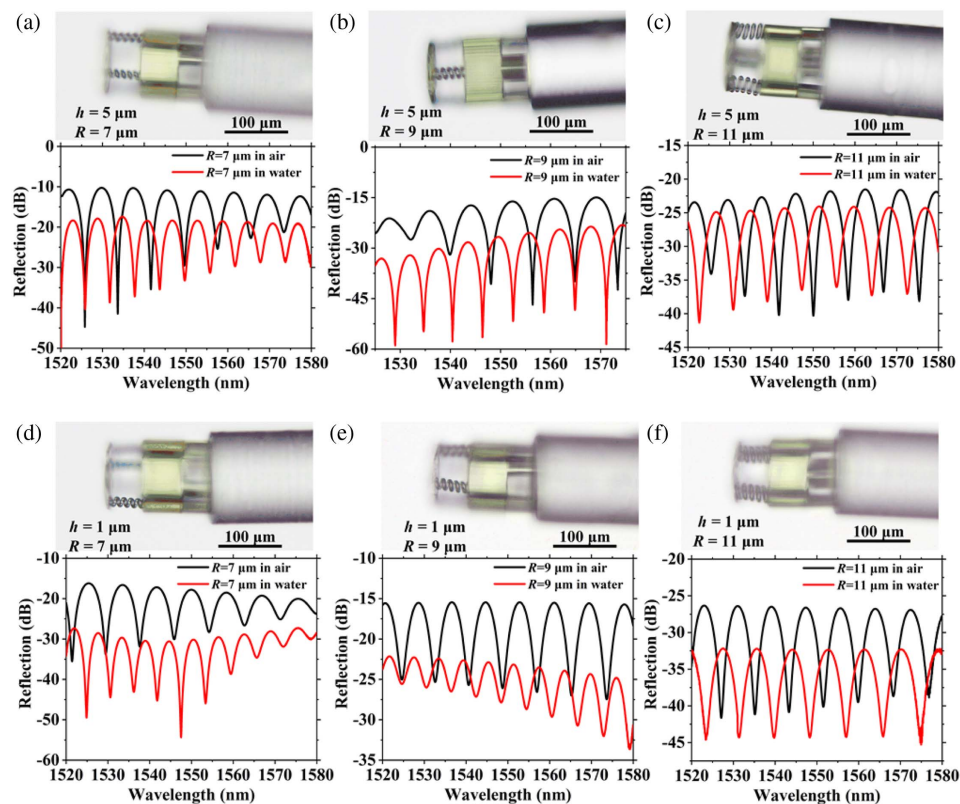 (a)
h = 5 μm
R = 7 μm
100 μm
R=7 μm in air
R=7 μm in water
Reflection (dB)
0
-10
-20
-30
-40
-50
1520 1530 1540 1550 1560 1570 1580
Wavelength (nm)
(b)
h = 5 μm
R = 9 μm
100 μm
R=9 μm in air
R=9 μm in water
Reflection (dB)
0
-20
-40
-60
1530 1540 1550 1560 1570
Wavelength (nm)
(c)
h = 5 μm
R = 11 μm
100 μm
R=11 μm in air
R=11 μm in water
Reflection (dB)
-15
-20
-25
-30
-35
-40
-45
1520 1530 1540 1550 1560 1570 1580
Wavelength (nm)
(d)
h = 1 μm
R = 7 μm
100 μm
R=7 μm in air
R=7 μm in water
Reflection (dB)
-10
-20
-30
-40
-50
-60
1520 1530 1540 1550 1560 1570 1580
Wavelength (nm)
(e)
h = 1 μm
R = 9 μm
100 μm
R=9 μm in air
R=9 μm in water
Reflection (dB)
-10
-15
-20
-25
-30
-35
1520 1530 1540 1550 1560 1570 1580
Wavelength (nm)
(f)
h = 1 μm
R = 11 μm
100 μm
R=11 μm in air
R=11 μm in water
Reflection (dB)
-20
-25
-30
-35
-40
-45
1520 1530 1540 1550 1560 1570 1580
Wavelength (nm)